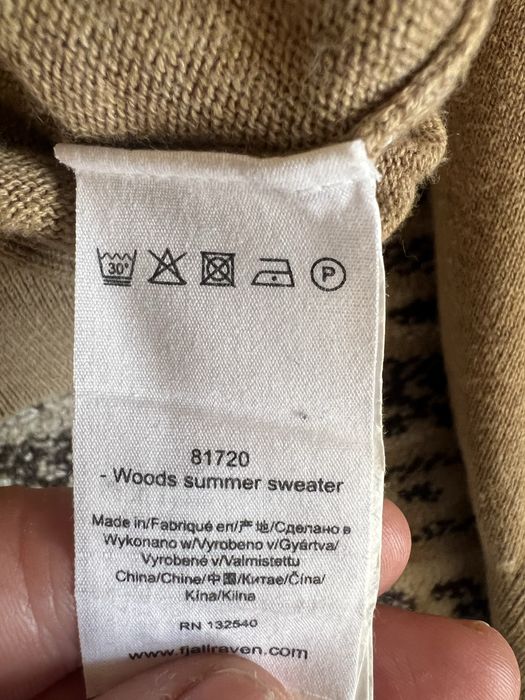 30°
P
81720
- Woods summer sweater
Made in/Fabriqué en/产地/Сделано в
Wykonano w/Vyrobeno v/Gyártva/
Vyrobené v/Valmistettu
China/Chine/中国/Китае/Čína/
Kína/Kiina
RN 132540
www.fjallraven.com